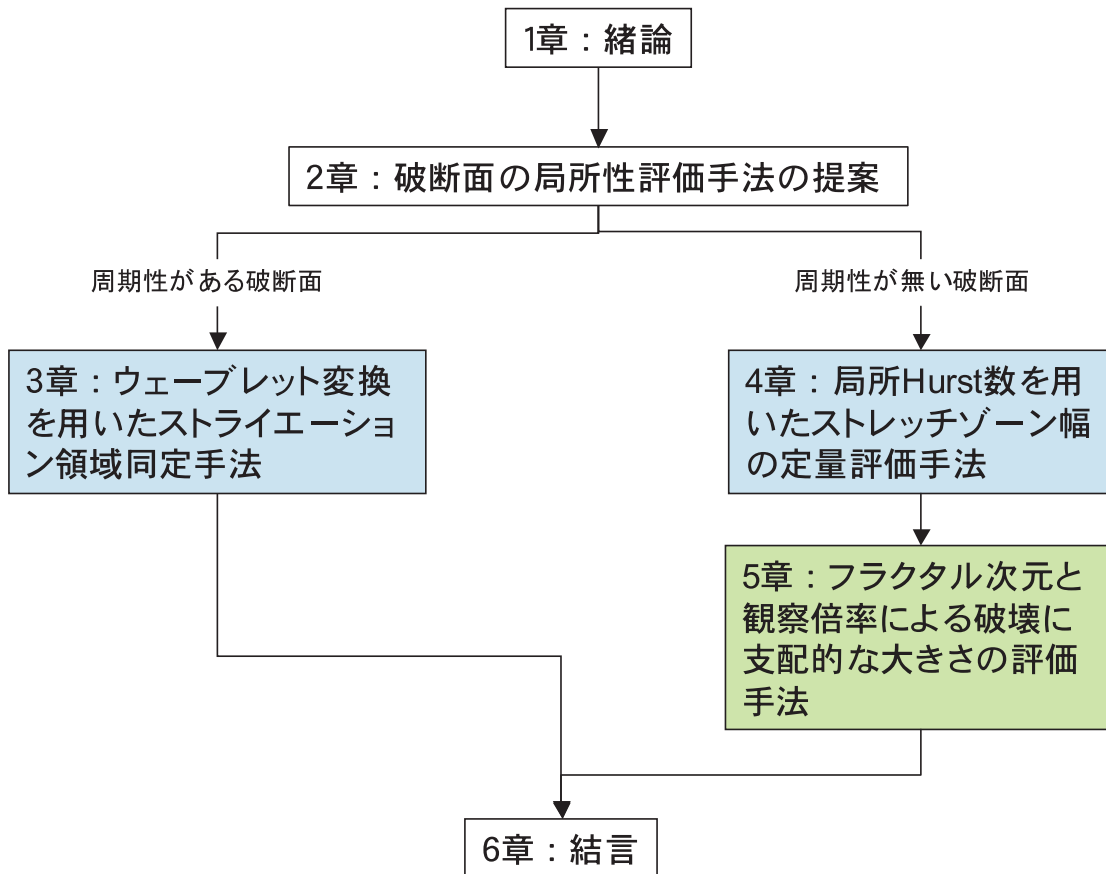 1章：緒論
2章：破断面の局所性評価手法の提案
周期性がある破断面
周期性が無い破断面
3章：ウェーブレット変換
を用いたストライエーショ
ン領域同定手法
4章：局所Hurst数を用
いたストレッチゾーン幅
の定量評価手法
5章：フラクタル次元と
観察倍率による破壊に
支配的な大きさの評価
手法
6章：結言